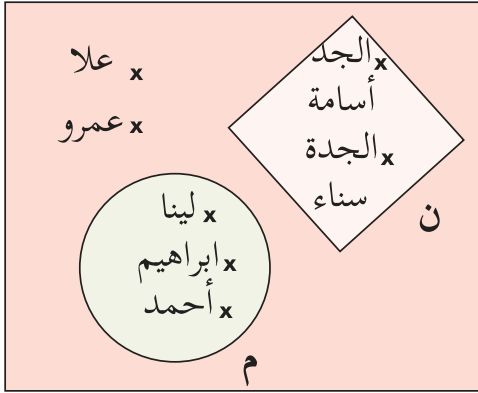 x الجد
أسامة
x الجدة
سناء
ن
x علا
x عمرو
x لينا
x ابراهيم
x أحمد
م